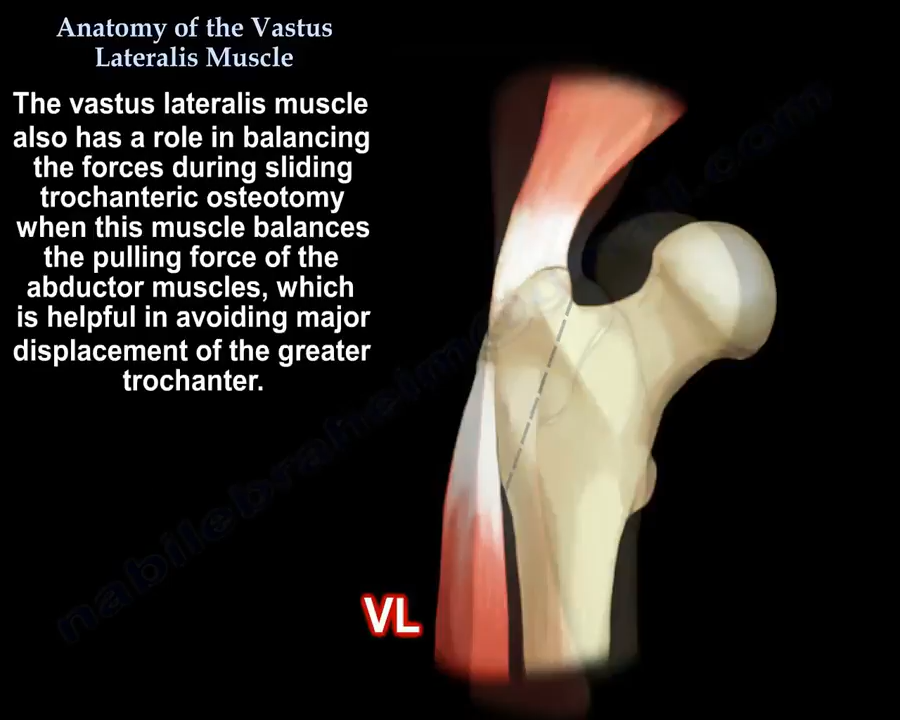 Anatomy of the Vastus
Lateralis Muscle
The vastus lateralis muscle
also has a role in balancing
the forces during sliding
trochanteric osteotomy
when this muscle balances
the pulling force of the
abductor muscles, which
is helpful in avoiding major
displacement of the greater
trochanter.
VL